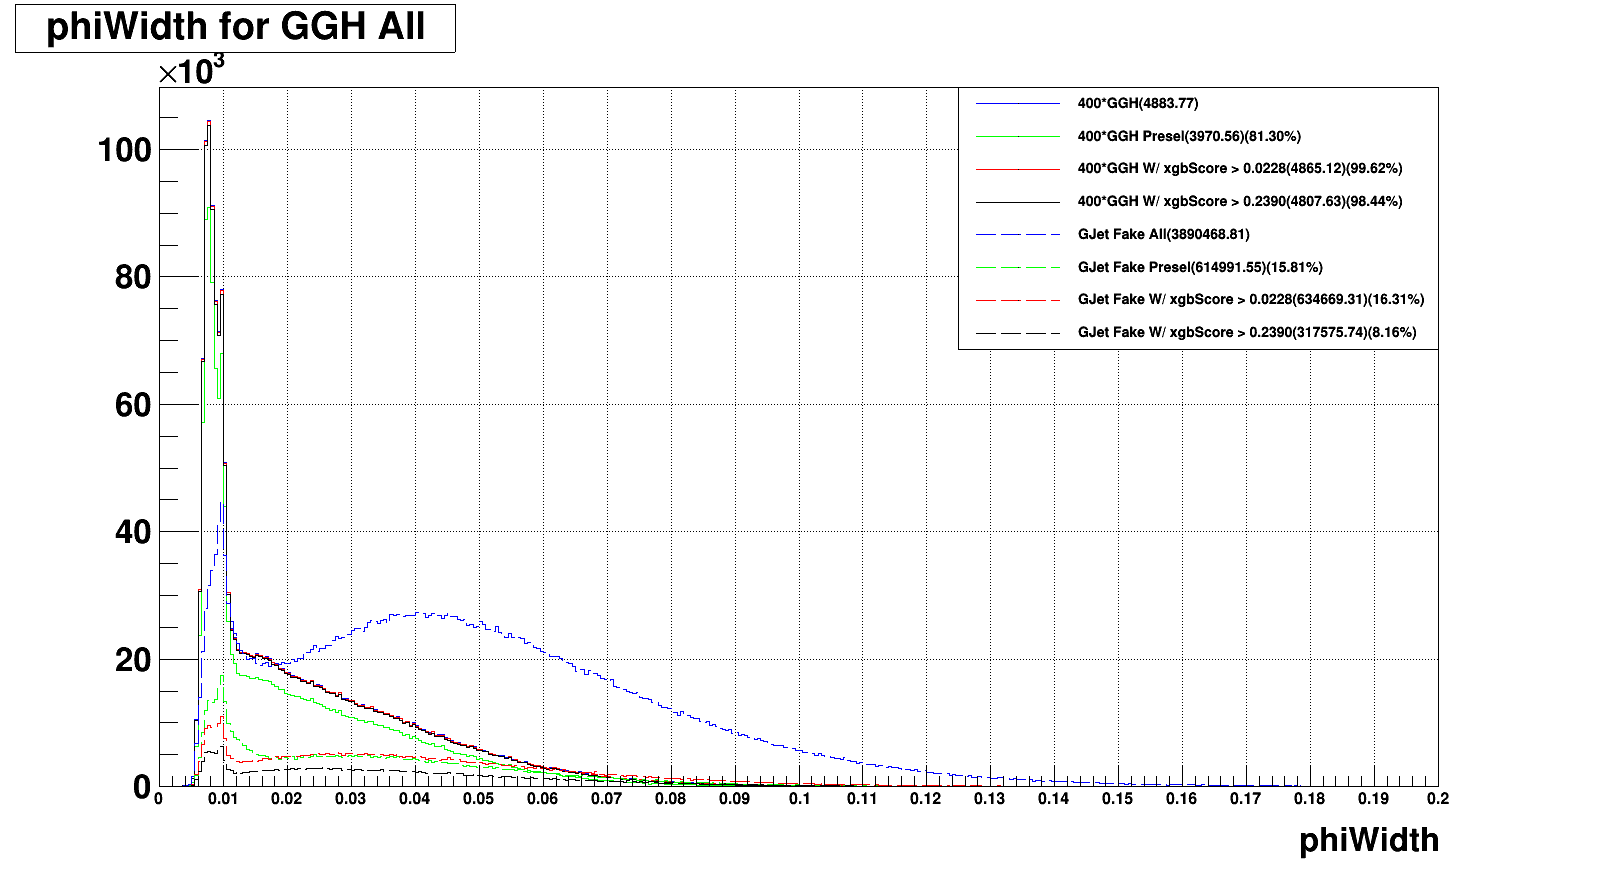 phiWidth for GGH All
×10³
100
80
60
40
20
0
400*GGH(4883.77)
400*GGH Presel(3970.56)(81.30%)
400*GGH W/ xgbScore > 0.0228(4865.12)(99.62%)
400*GGH W/ xgbScore > 0.2390(4807.63)(98.44%)
GJet Fake All(3890468.81)
GJet Fake Presel(614991.55)(15.81%)
GJet Fake W/ xgbScore > 0.0228(634669.31)(16.31%)
GJet Fake W/ xgbScore > 0.2390(317575.74)(8.16%)
0 0.01 0.02 0.03 0.04 0.05 0.06 0.07 0.08 0.09 0.1 0.11 0.12 0.13 0.14 0.15 0.16 0.17 0.18 0.19 0.2
phiWidth